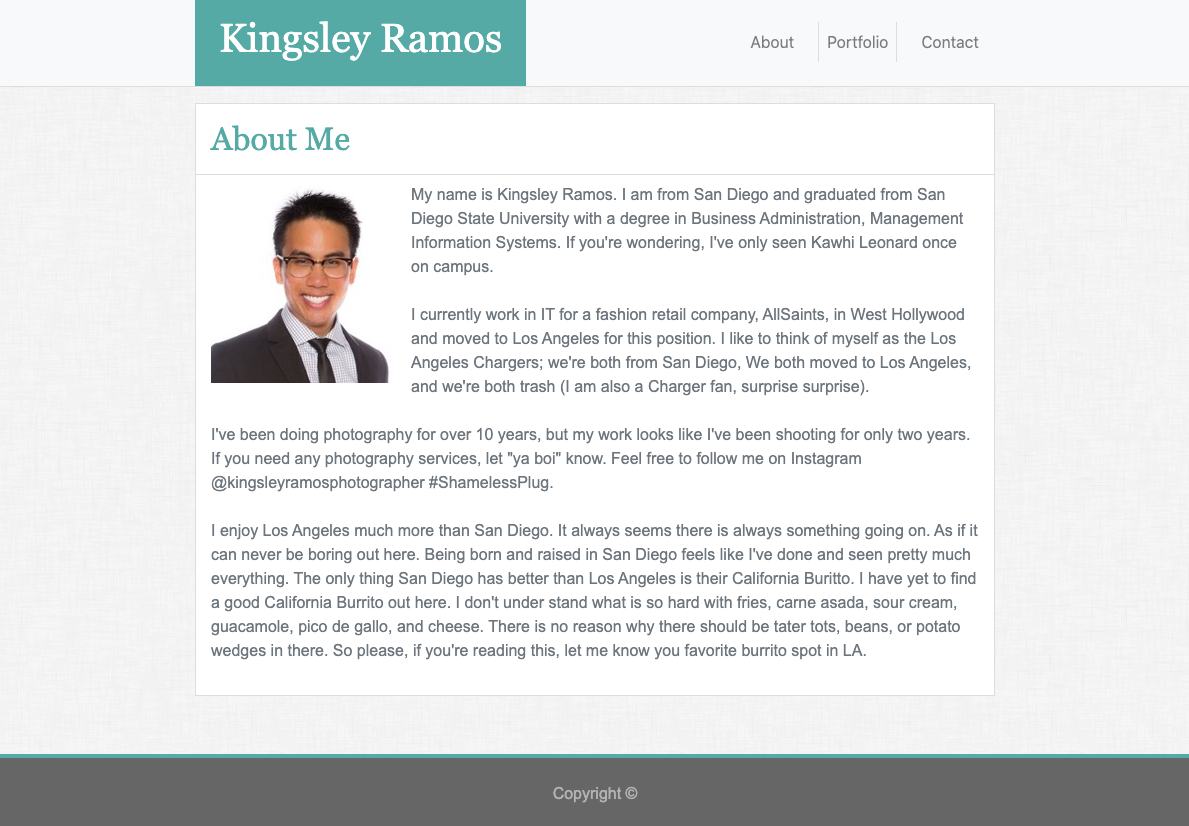 Kingsley Ramos
About
Portfolio
Contact
About Me
My name is Kingsley Ramos. I am from San Diego and graduated from San
Diego State University with a degree in Business Administration, Management
Information Systems. If you're wondering, I've only seen Kawhi Leonard once
on campus.
I currently work in IT for a fashion retail company, AllSaints, in West Hollywood
and moved to Los Angeles for this position. I like to think of myself as the Los
Angeles Chargers; we're both from San Diego, We both moved to Los Angeles,
and we're both trash (I am also a Charger fan, surprise surprise).
I've been doing photography for over 10 years, but my work looks like I've been shooting for only two years.
If you need any photography services, let "ya boi" know. Feel free to follow me on Instagram
@kingsleyramosphotographer #ShamelessPlug.
I enjoy Los Angeles much more than San Diego. It always seems there is always something going on. As if it
can never be boring out here. Being born and raised in San Diego feels like I've done and seen pretty much
everything. The only thing San Diego has better than Los Angeles is their California Buritto. I have yet to find
a good California Burrito out here. I don't under stand what is so hard with fries, carne asada, sour cream,
guacamole, pico de gallo, and cheese. There is no reason why there should be tater tots, beans, or potato
wedges in there. So please, if you're reading this, let me know you favorite burrito spot in LA.
Copyright ©